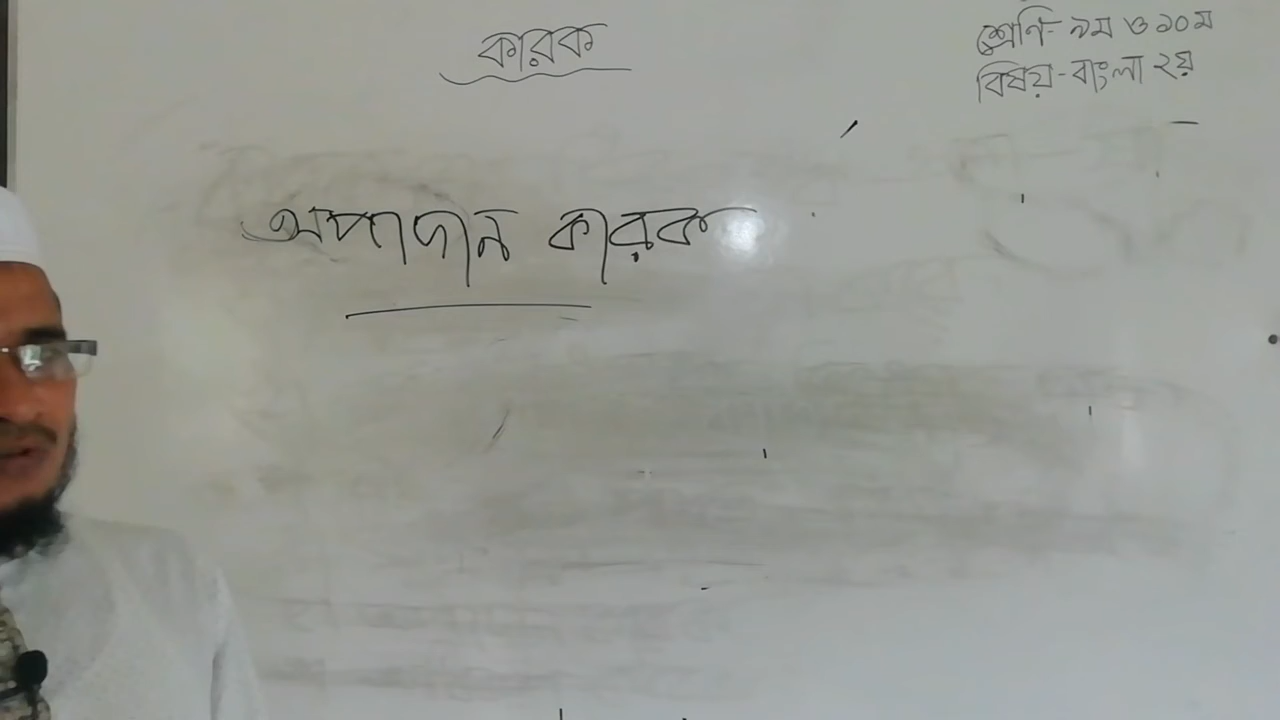 কারক
শ্রেণি- ৯ম ও ১০ম
বিষয়- বাংলা ২য়
অপাদান কারক